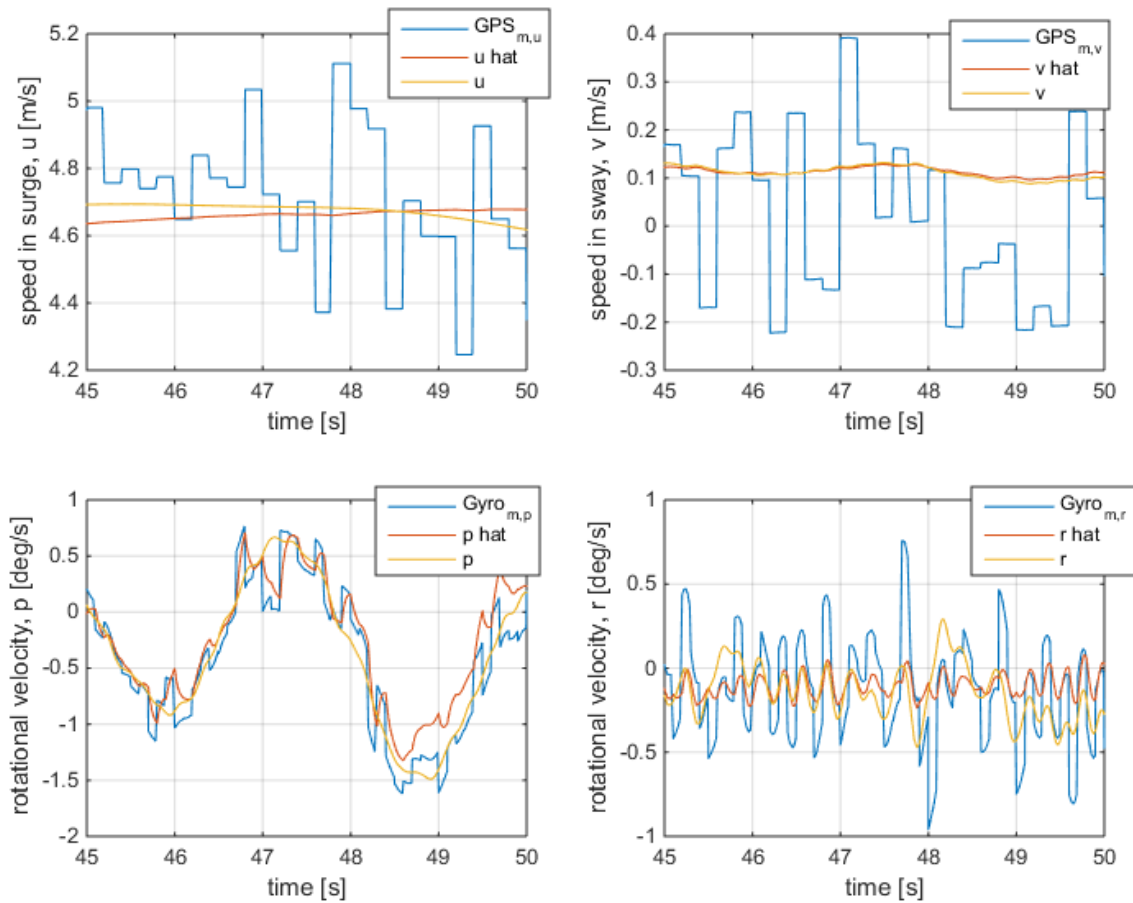 5.2
5
4.8
4.6
4.4
4.2
speed in surge, u [m/s]
45 46 47 48 49 50
time [s]
GPS_m,u
u hat
u
0.4
0.3
0.2
0.1
0
-0.1
-0.2
-0.3
speed in sway, v [m/s]
45 46 47 48 49 50
time [s]
GPS_m,v
v hat
v
1
0.5
0
-0.5
-1
-1.5
-2
rotational velocity, p [deg/s]
45 46 47 48 49 50
time [s]
Gyro_m,p
p hat
p
1
0.5
0
-0.5
-1
rotational velocity, r [deg/s]
45 46 47 48 49 50
time [s]
Gyro_m,r
r hat
r